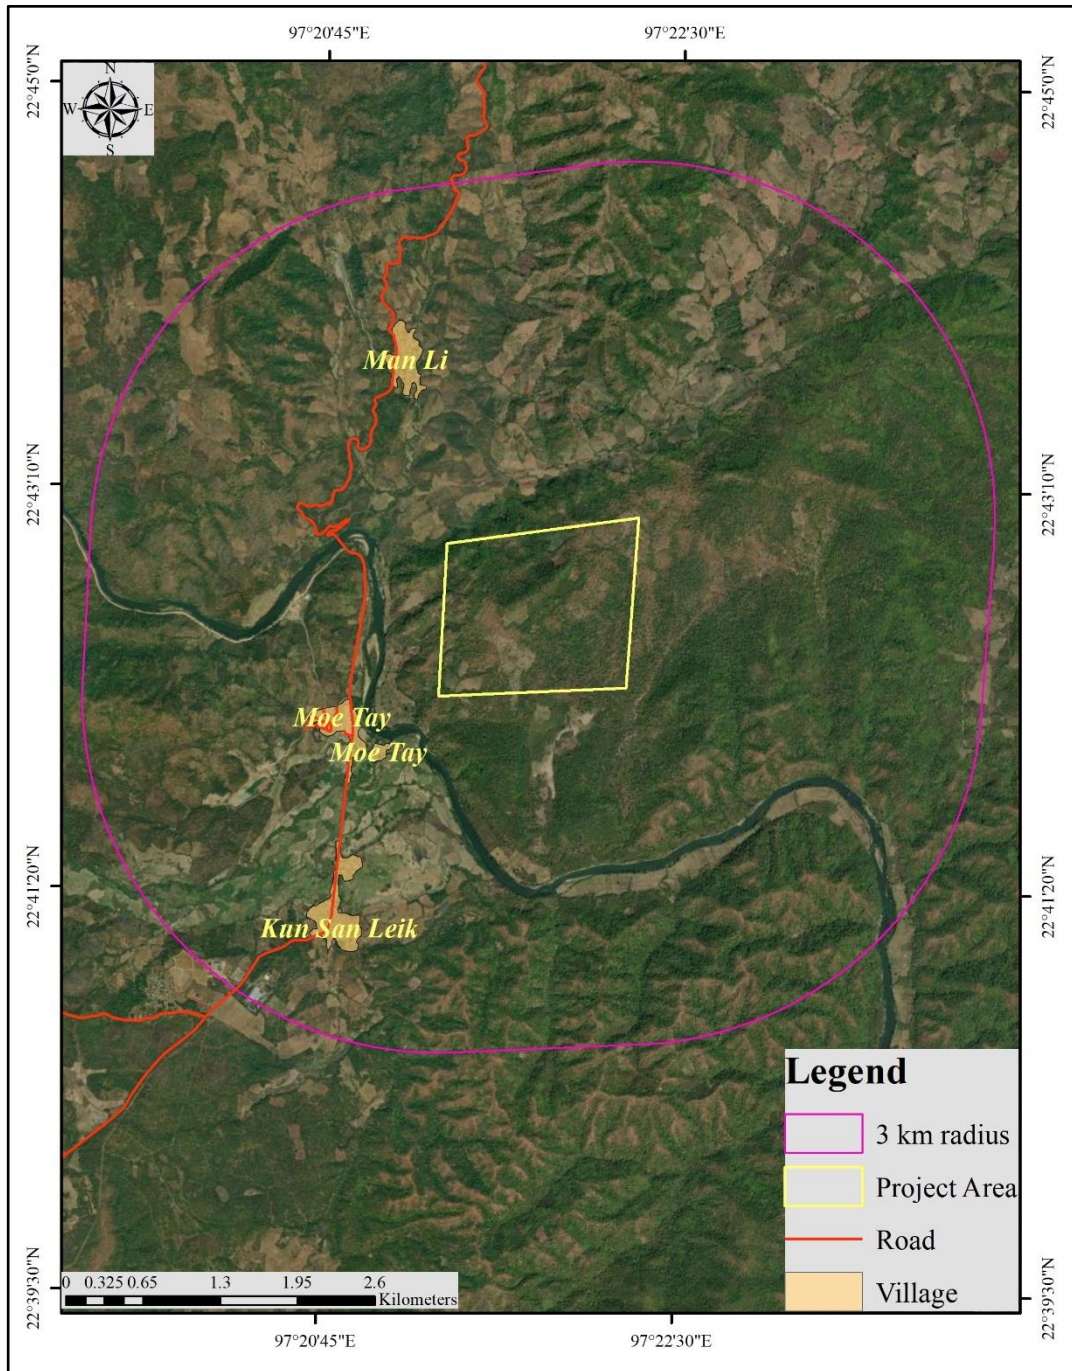 97°20'45"E
97°22'30"E
22°45'0"N
22°45'0"N
N
W
E
S
Man Li
22°43'10"N
22°43'10"N
Moe Tay
Moe Tay
22°41'20"N
22°41'20"N
Kun San Leik
Legend
3 km radius
Project Area
Road
Village
0 0.325 0.65 1.3 1.95 2.6
Kilometers
22°39'30"N
22°39'30"N
97°20'45"E
97°22'30"E